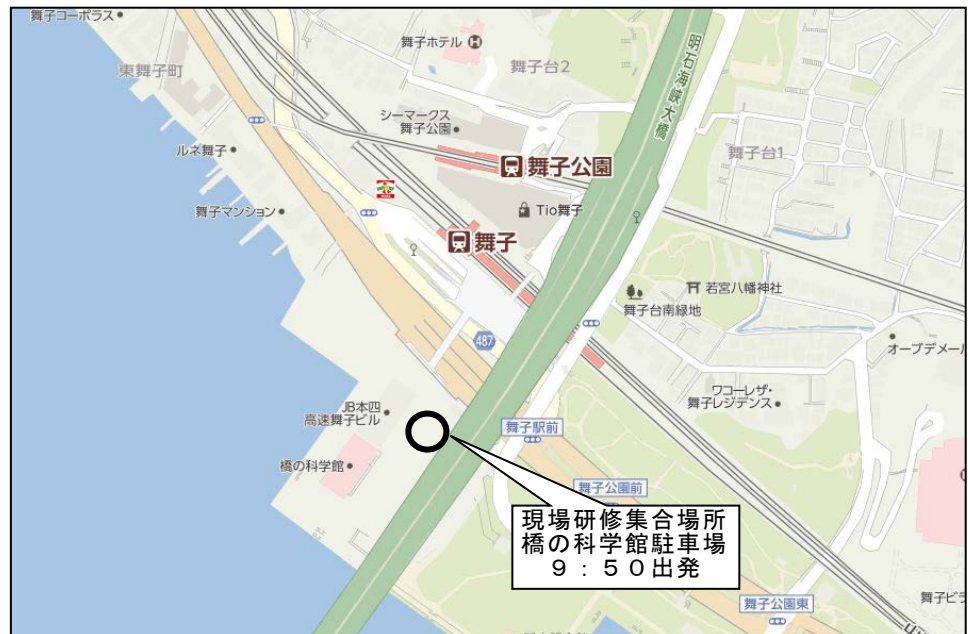 舞子コーポラス
舞子ホテル
明石海峡大橋
東舞子町
舞子台2
シーマークス
舞子公園
舞子台1
ルネ舞子
舞子公園
舞子マンション
Tio舞子
舞子
若宮八幡神社
舞子台南緑地
487
オーブデメール
ワコーレザ・
舞子レジデンス
JB本四
高速舞子ビル
舞子駅前
橋の科学館
舞子公園前
現場研修集合場所
橋の科学館駐車場
9:50出発
舞子ビラ
舞子公園東